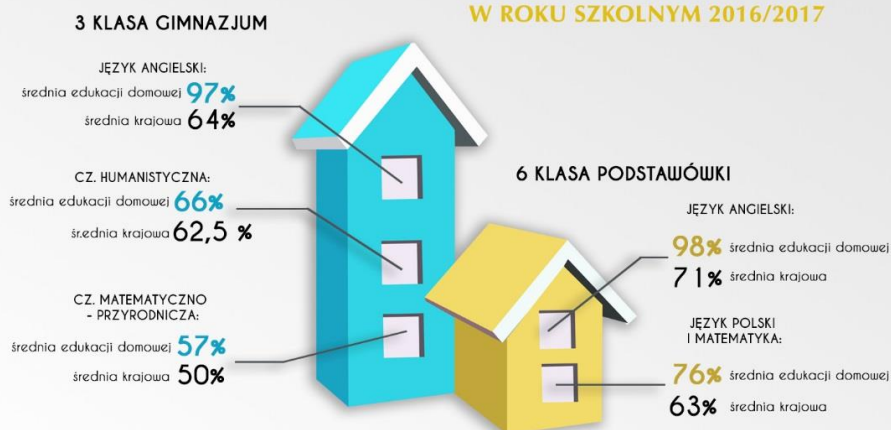 W ROKU SZKOLNYM 2016/2017
3 KLASA GIMNAZJUM
JĘZYK ANGIELSKI:
średnia edukacji domowej 97%
średnia krajowa 64%
CZ. HUMANISTYCZNA:
średnia edukacji domowej 66%
śr.ednia krajowa 62,5 %
CZ. MATEMATYCZNO
- PRZYRODNICZA:
średnia edukacji domowej 57%
średnia krajowa 50%
6 KLASA PODSTAWÓWKI
JĘZYK ANGIELSKI:
98% średnia edukacji domowej
71% średnia krajowa
JĘZYK POLSKI
I MATEMATYKA:
76% średnia edukacji domowej
63% średnia krajowa